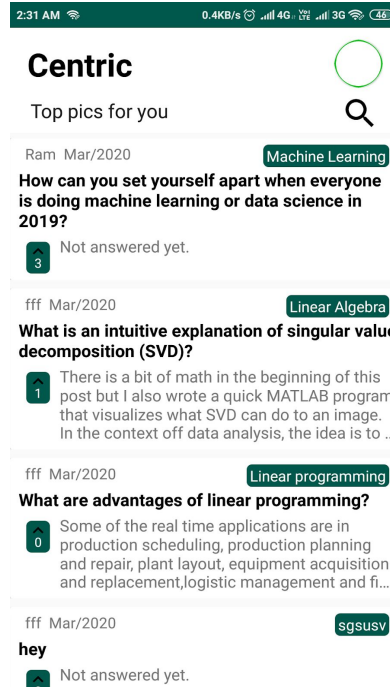 2:31 AM 0.4KB/s 4G VoLTE 3G 46
Centric
Top pics for you
Ram Mar/2020 Machine Learning
How can you set yourself apart when everyone
is doing machine learning or data science in
2019?
Not answered yet.
3
fff Mar/2020 Linear Algebra
What is an intuitive explanation of singular value
decomposition (SVD)?
There is a bit of math in the beginning of this
1 post but I also wrote a quick MATLAB program
that visualizes what SVD can do to an image.
In the context off data analysis, the idea is to ..
fff Mar/2020 Linear programming
What are advantages of linear programming?
Some of the real time applications are in
0 production scheduling, production planning
and repair, plant layout, equipment acquisition
and replacement,logistic management and fi...
fff Mar/2020 sgsusv
hey
Not answered yet.